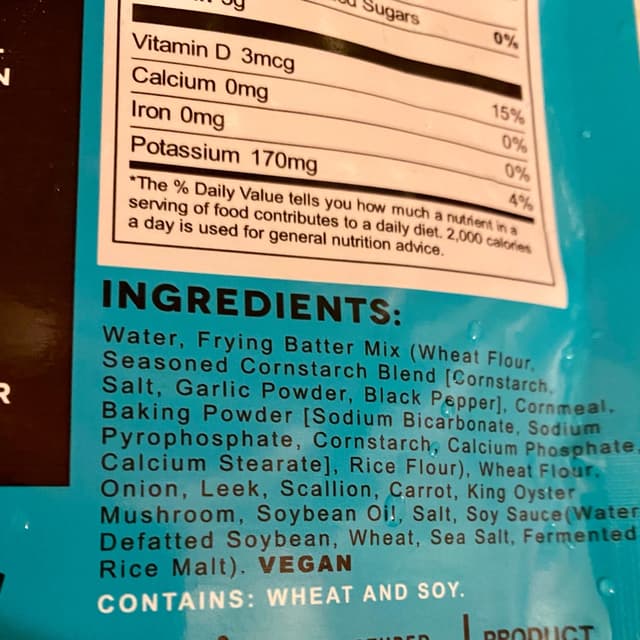 Sugars
0%
Vitamin D 3mcg 15%
Calcium 0mg 0%
Iron 0mg 0%
Potassium 170mg 4%
*The % Daily Value tells you how much a nutrient in a
serving of food contributes to a daily diet. 2,000 calories
a day is used for general nutrition advice.
INGREDIENTS:
Water, Frying Batter Mix (Wheat Flour,
Seasoned Cornstarch Blend [Cornstarch,
Salt, Garlic Powder, Black Pepper], Cornmeal,
Baking Powder [Sodium Bicarbonate, Sodium
Pyrophosphate, Cornstarch, Calcium Phosphate,
Calcium Stearate], Rice Flour), Wheat Flour,
Onion, Leek, Scallion, Carrot, King Oyster
Mushroom, Soybean Oil, Salt, Soy Sauce(Water
Defatted Soybean, Wheat, Sea Salt, Fermented
Rice Malt). VEGAN
CONTAINS: WHEAT AND SOY.
PRODUCT